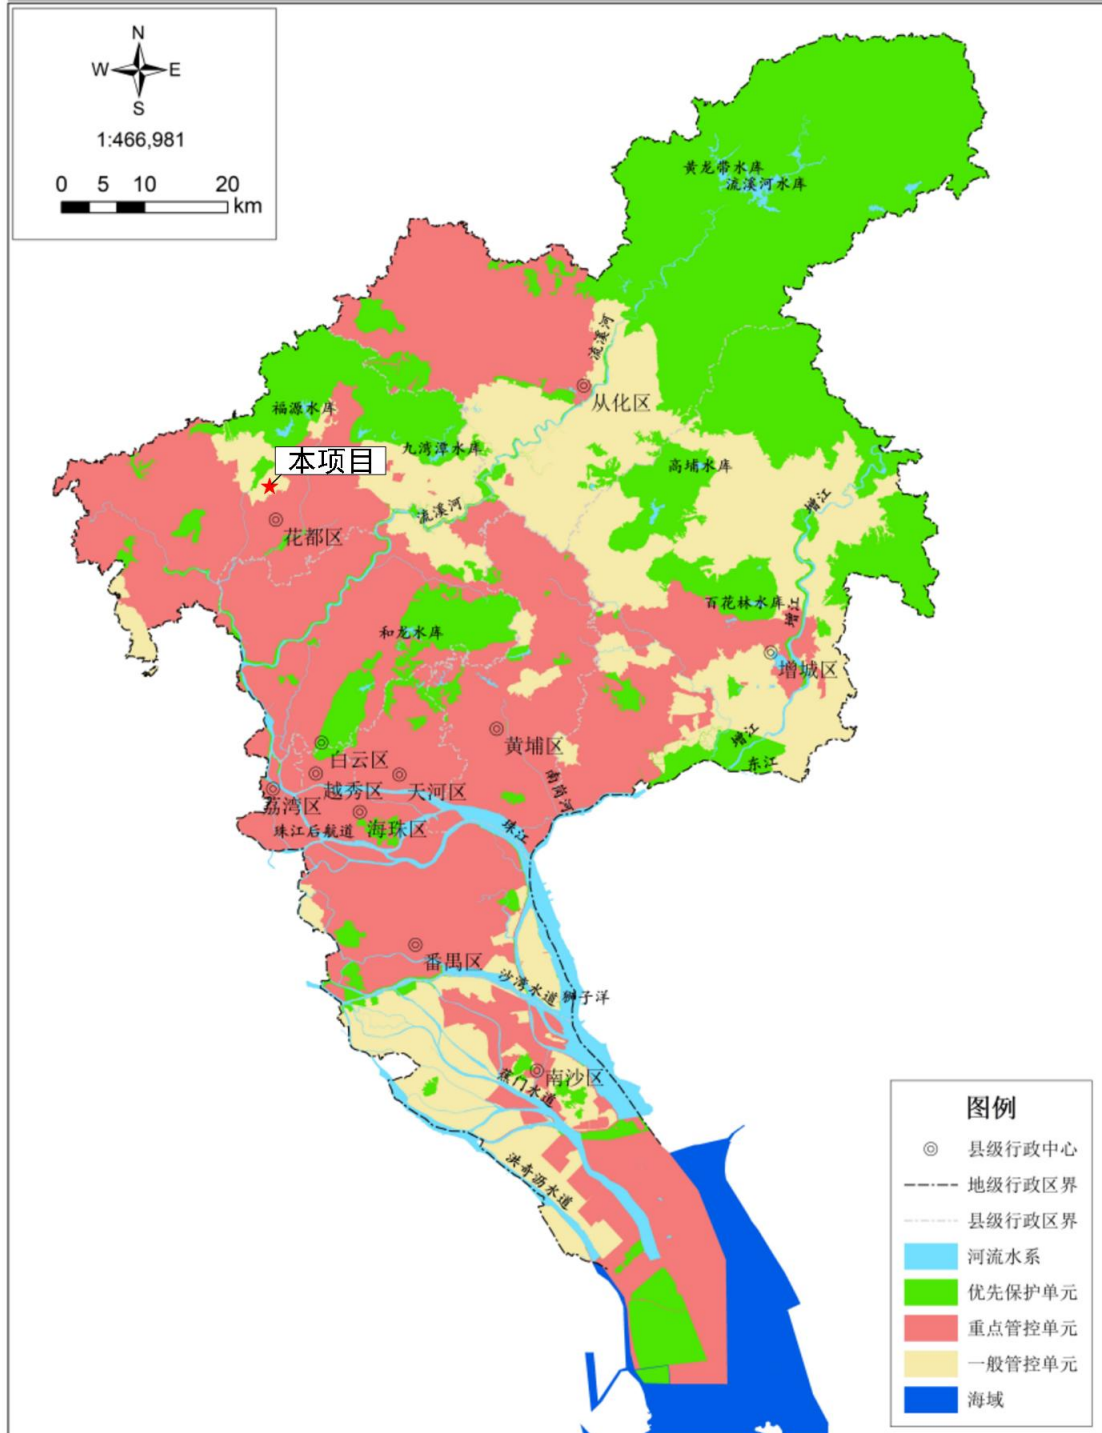 N
W E
S
1:466,981
0 5 10 20
km
黄龙带水库
流溪河水库
流溪河
从化区
福源水库
九湾潭水库
本项目
高埔水库
流溪河
增江
花都区
百花林水库
增江
和龙水库
增城区
增江
黄埔区
白云区
东江
越秀区
天河区
南岗河
荔湾区
海珠区
珠江
珠江后航道
番禺区
沙湾水道
狮子洋
南沙区
蕉门水道
洪奇沥水道
图例
县级行政中心
地级行政区界
县级行政区界
河流水系
优先保护单元
重点管控单元
一般管控单元
海域